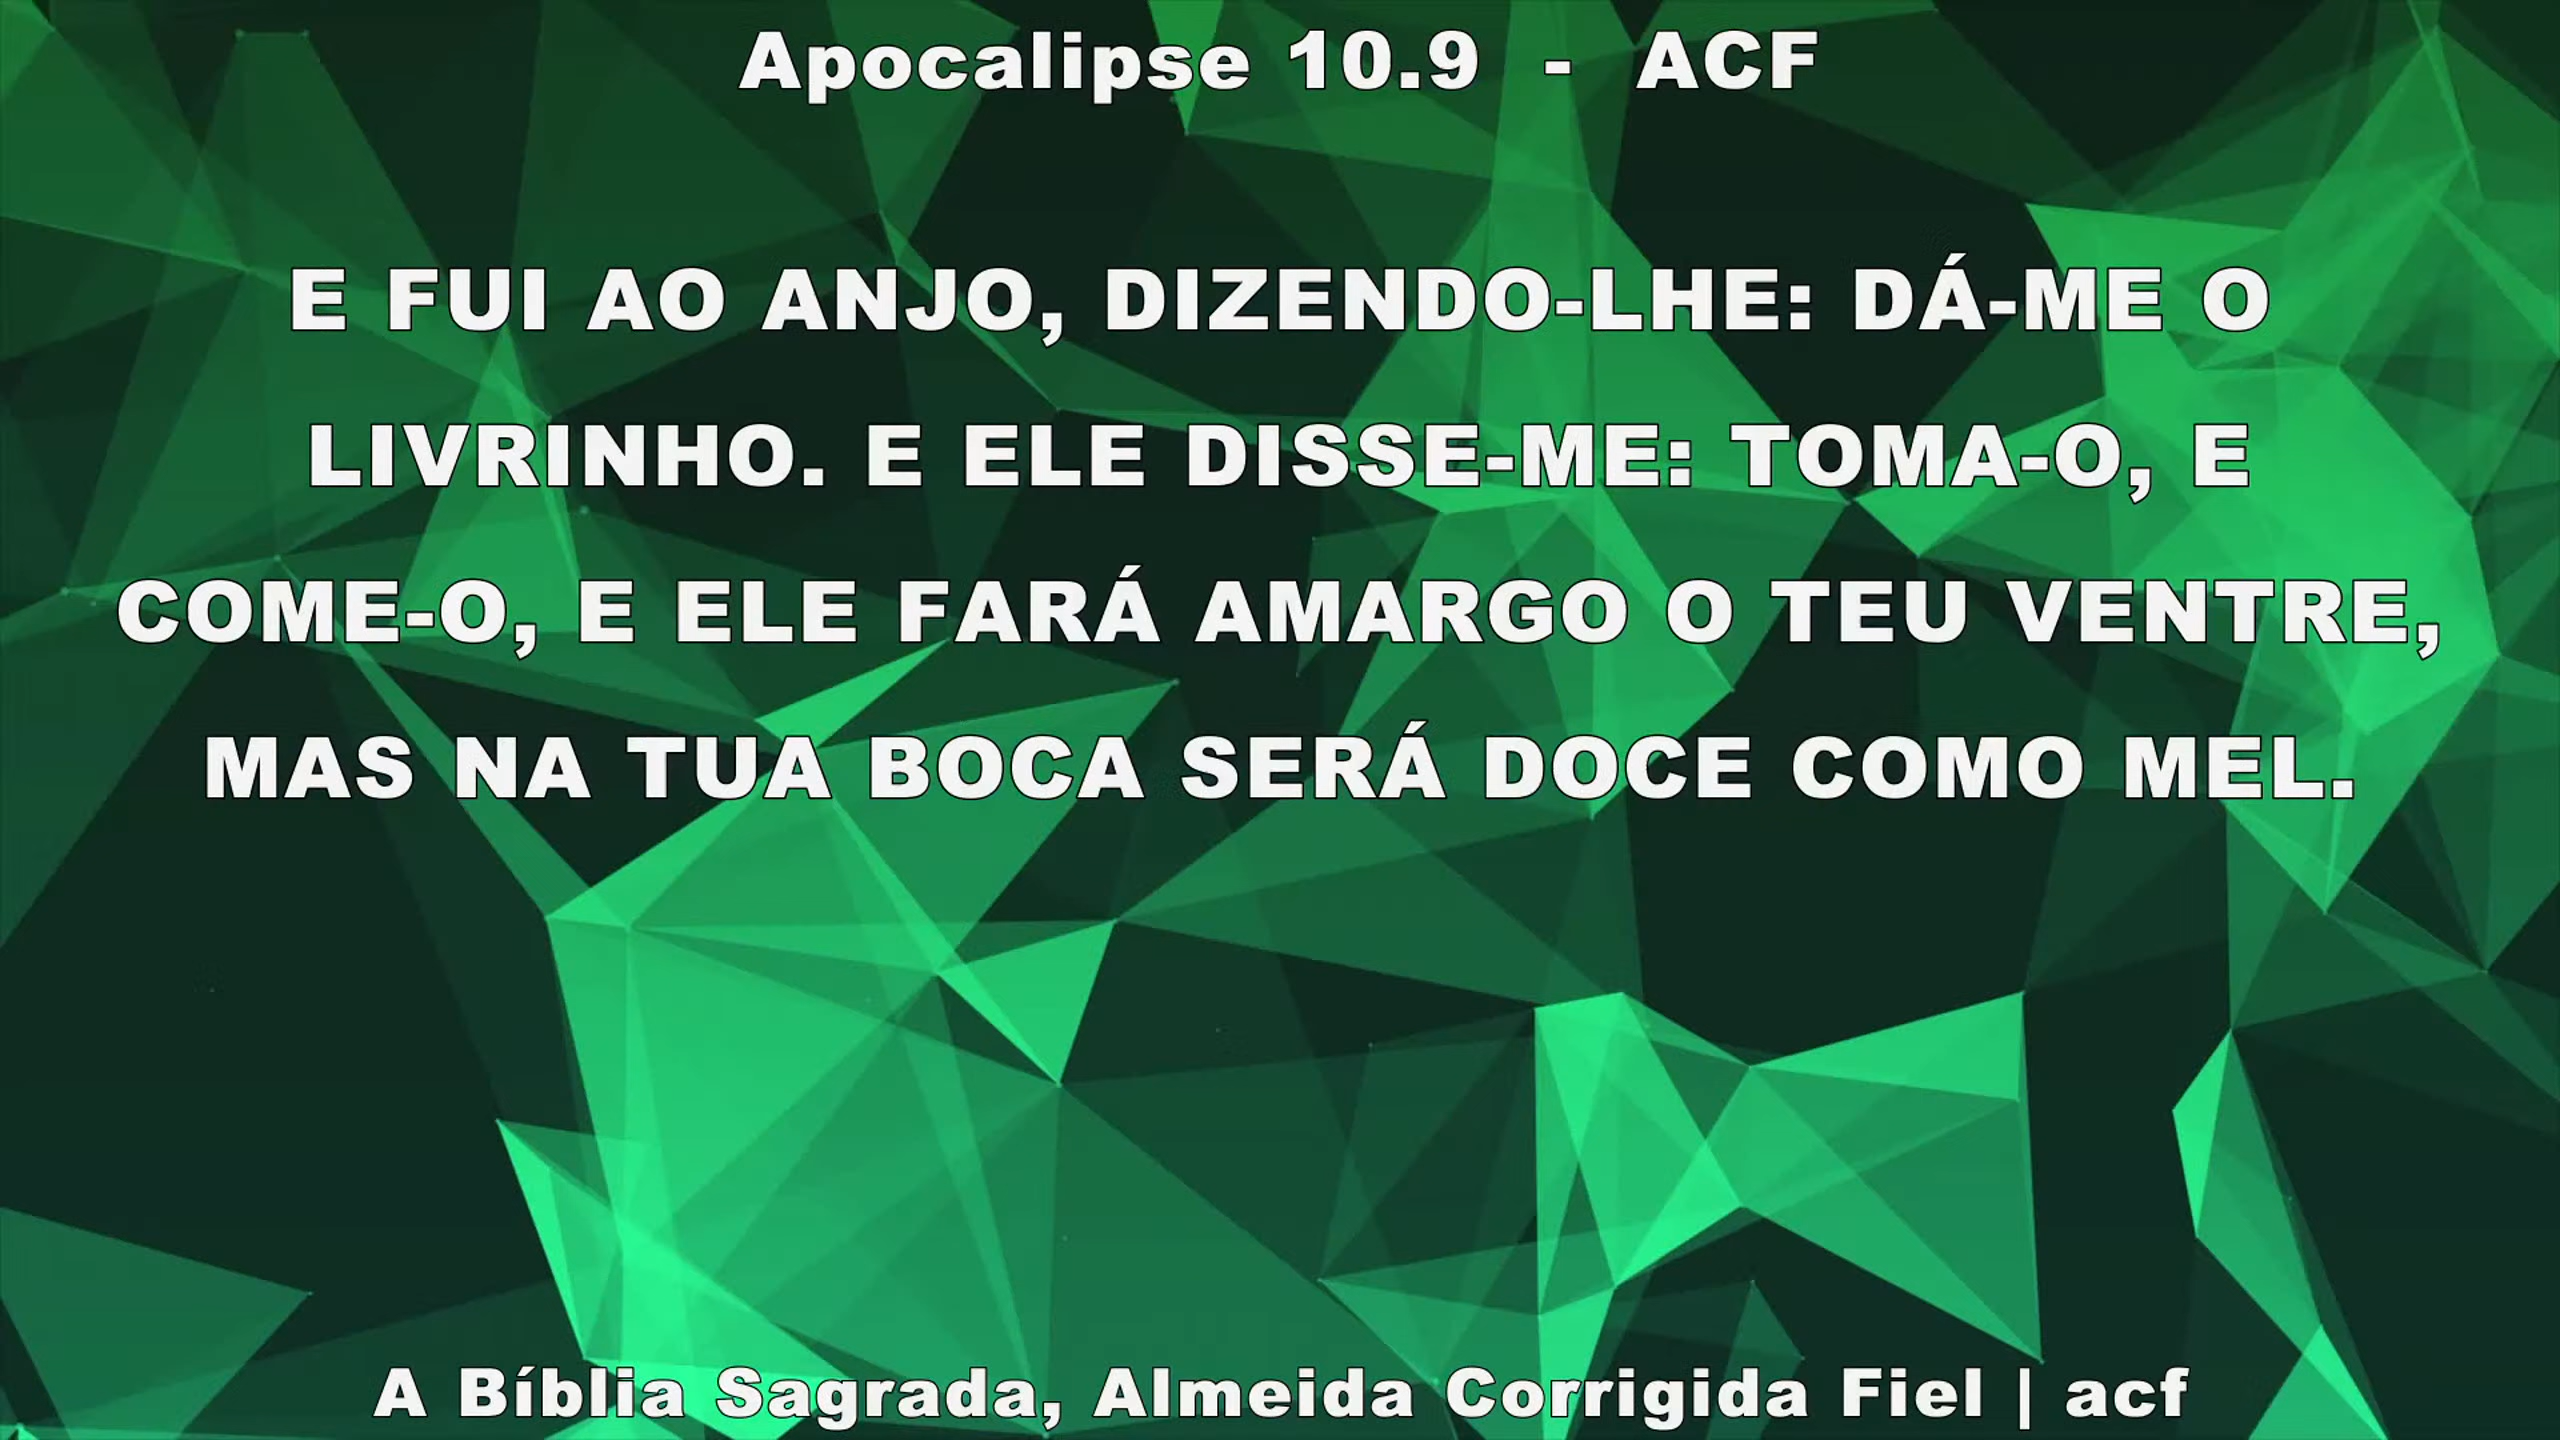 Apocalipse 10.9 - ACF
E FUI AO ANJO, DIZENDO-LHE: DÁ-ME O
LIVRINHO. E ELE DISSE-ME: TOMA-O, E
COME-O, E ELE FARÁ AMARGO O TEU VENTRE,
MAS NA TUA BOCA SERÁ DOCE COMO MEL.
A Bíblia Sagrada, Almeida Corrigida Fiel | acf